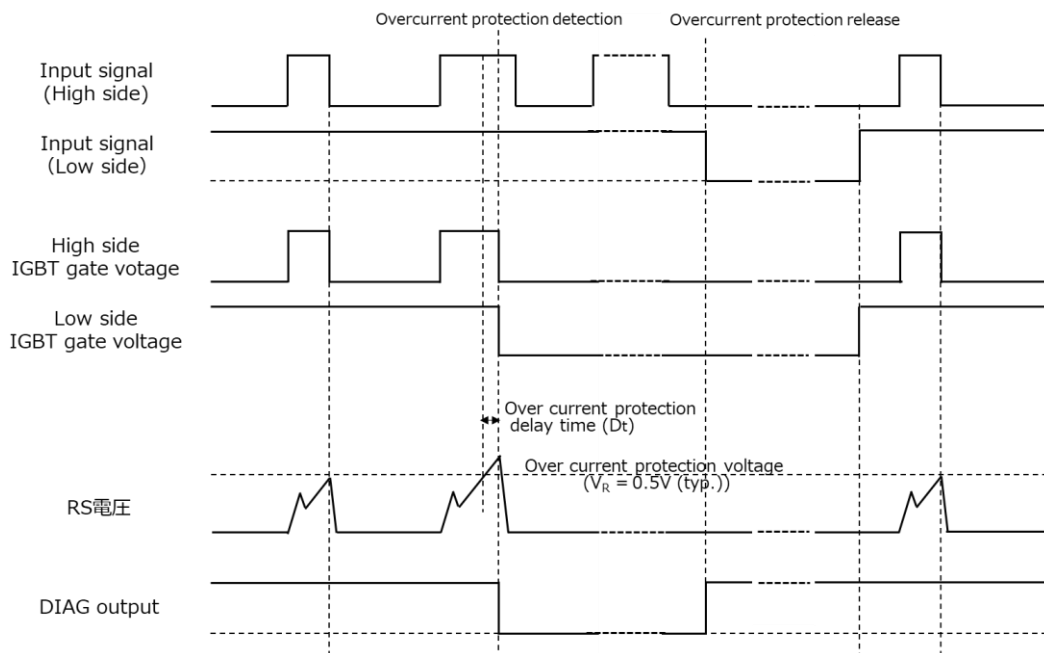 Overcurrent protection detection
Overcurrent protection release
Input signal
(High side)
Input signal
(Low side)
High side
IGBT gate votage
Low side
IGBT gate voltage
Over current protection
delay time (Dt)
Over current protection voltage
(VR = 0.5V (typ.))
RS電圧
DIAG output